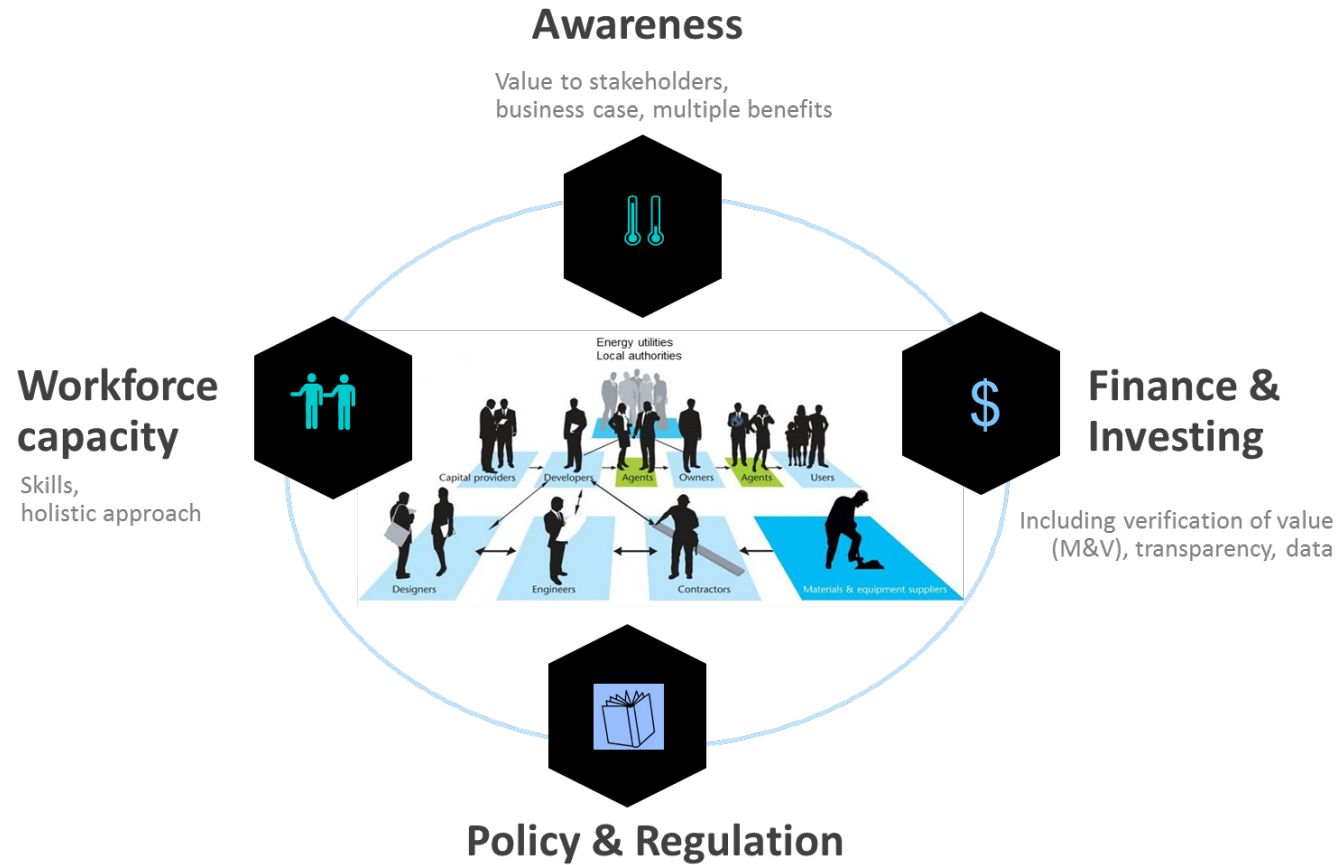 Awareness
Value to stakeholders,
business case, multiple benefits
Workforce
capacity
Skills,
holistic approach
Energy utilities
Local authorities
Capital providers
Developers
Agents
Owners
Agents
Users
Designers
Engineers
Contractors
Materials & equipment suppliers
$
Finance &
Investing
Including verification of value
(M&V), transparency, data
Policy & Regulation